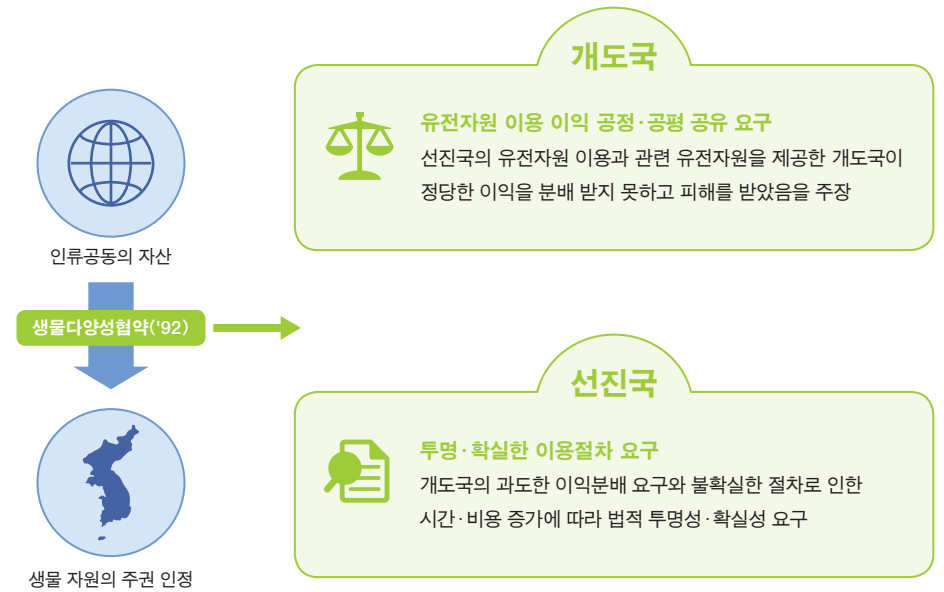 인류공동의 자산
생물다양성협약('92)
생물 자원의 주권 인정
개도국
유전자원 이용 이익 공정·공평 공유 요구
선진국의 유전자원 이용과 관련 유전자원을 제공한 개도국이
정당한 이익을 분배 받지 못하고 피해를 받았음을 주장
선진국
투명·확실한 이용절차 요구
개도국의 과도한 이익분배 요구와 불확실한 절차로 인한
시간·비용 증가에 따라 법적 투명성·확실성 요구